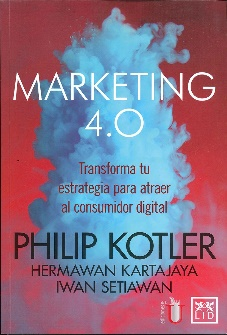 MARKETING
4.0
Transforma tu
estrategia para atraer
al consumidor digital
PHILIP KOTLER
HERMAWAN KARTAJAYA
IWAN SETIAWAN
LID